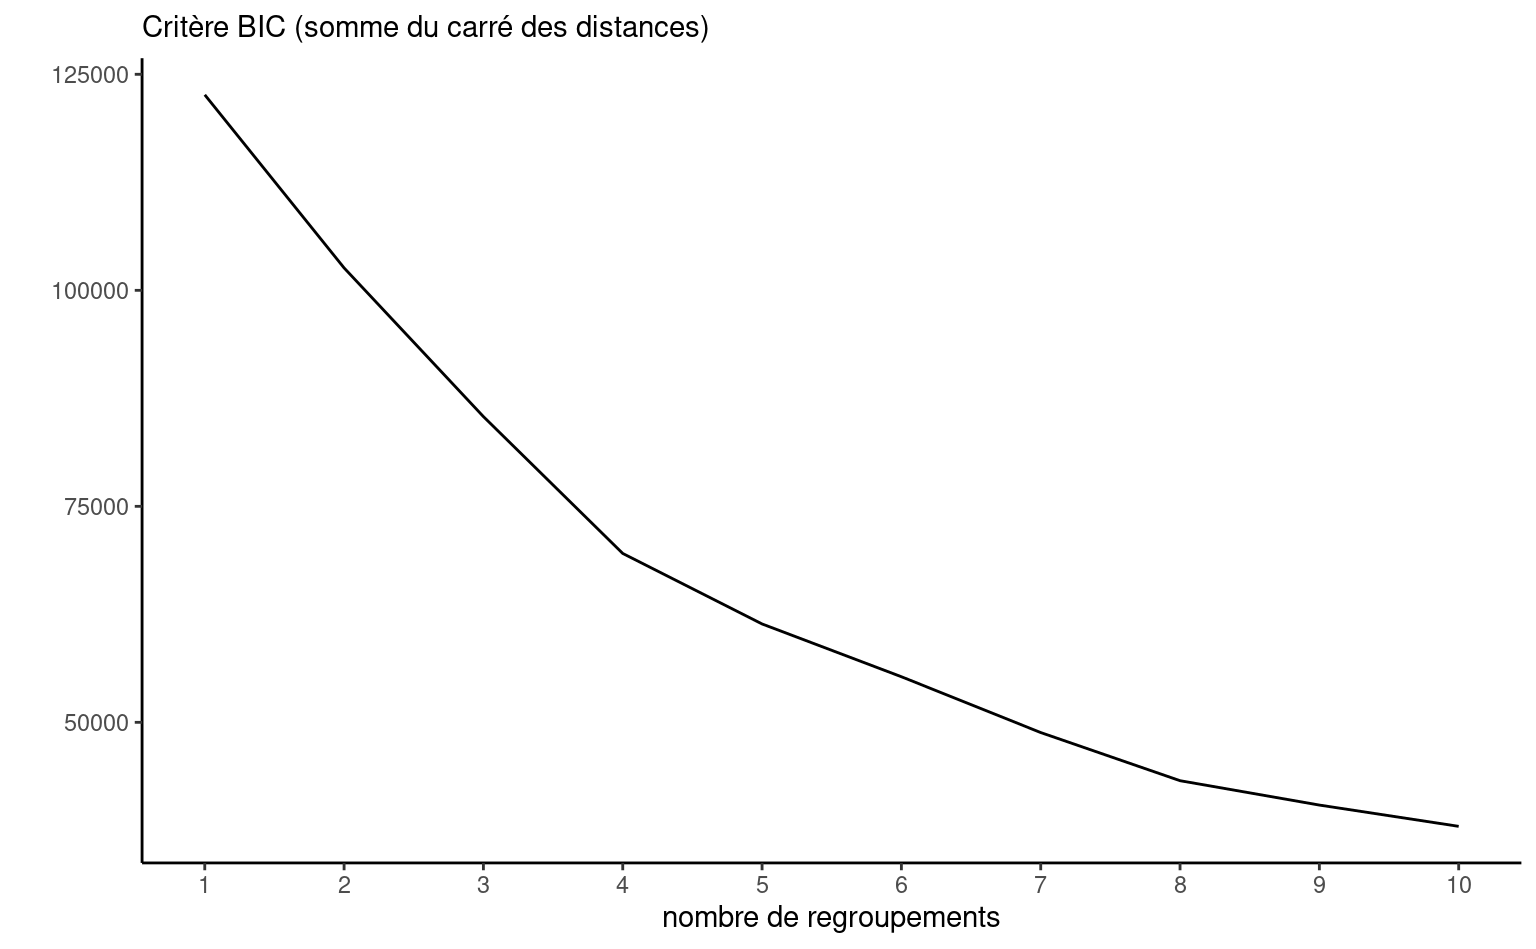 Critère BIC (somme du carré des distances)
125000
100000
75000
50000
1 2 3 4 5 6 7 8 9 10
nombre de regroupements